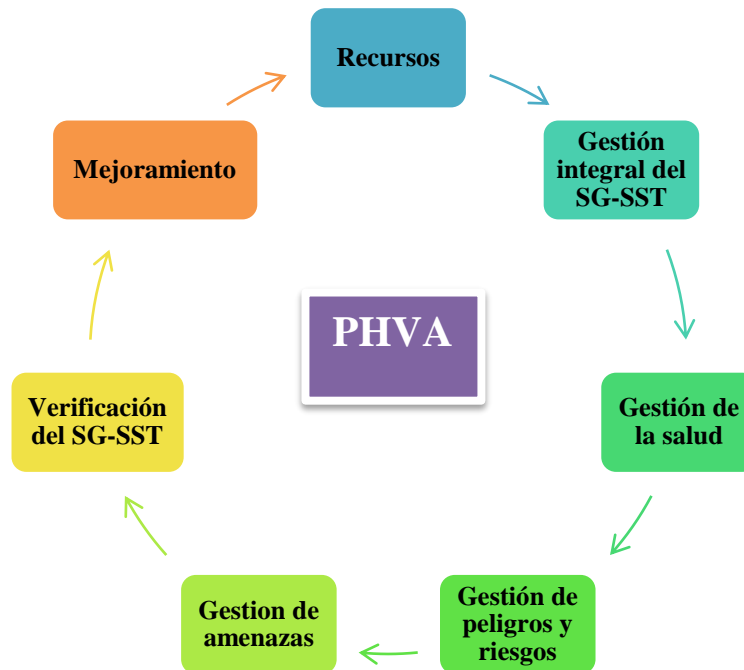 Recursos
Gestión
integral del
SG-SST
Gestión de
la salud
Gestión de
peligros y
riesgos
Gestion de
amenazas
Verificación
del SG-SST
Mejoramiento
PHVA